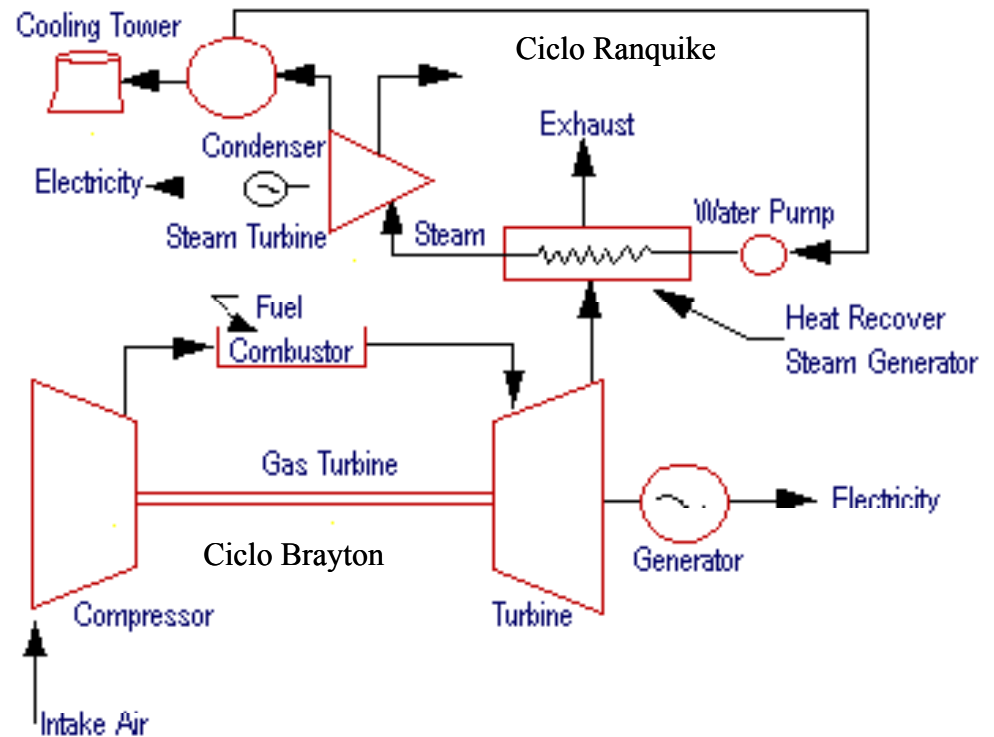 Cooling Tower
Ciclo Ranquike
Exhaust
Condenser
Electricity
Water Pump
Steam Turbine
Steam
Fuel
Combustor
Heat Recover
Steam Generator
Gas Turbine
Electricity
Ciclo Brayton
Generator
Compressor
Turbine
Intake Air